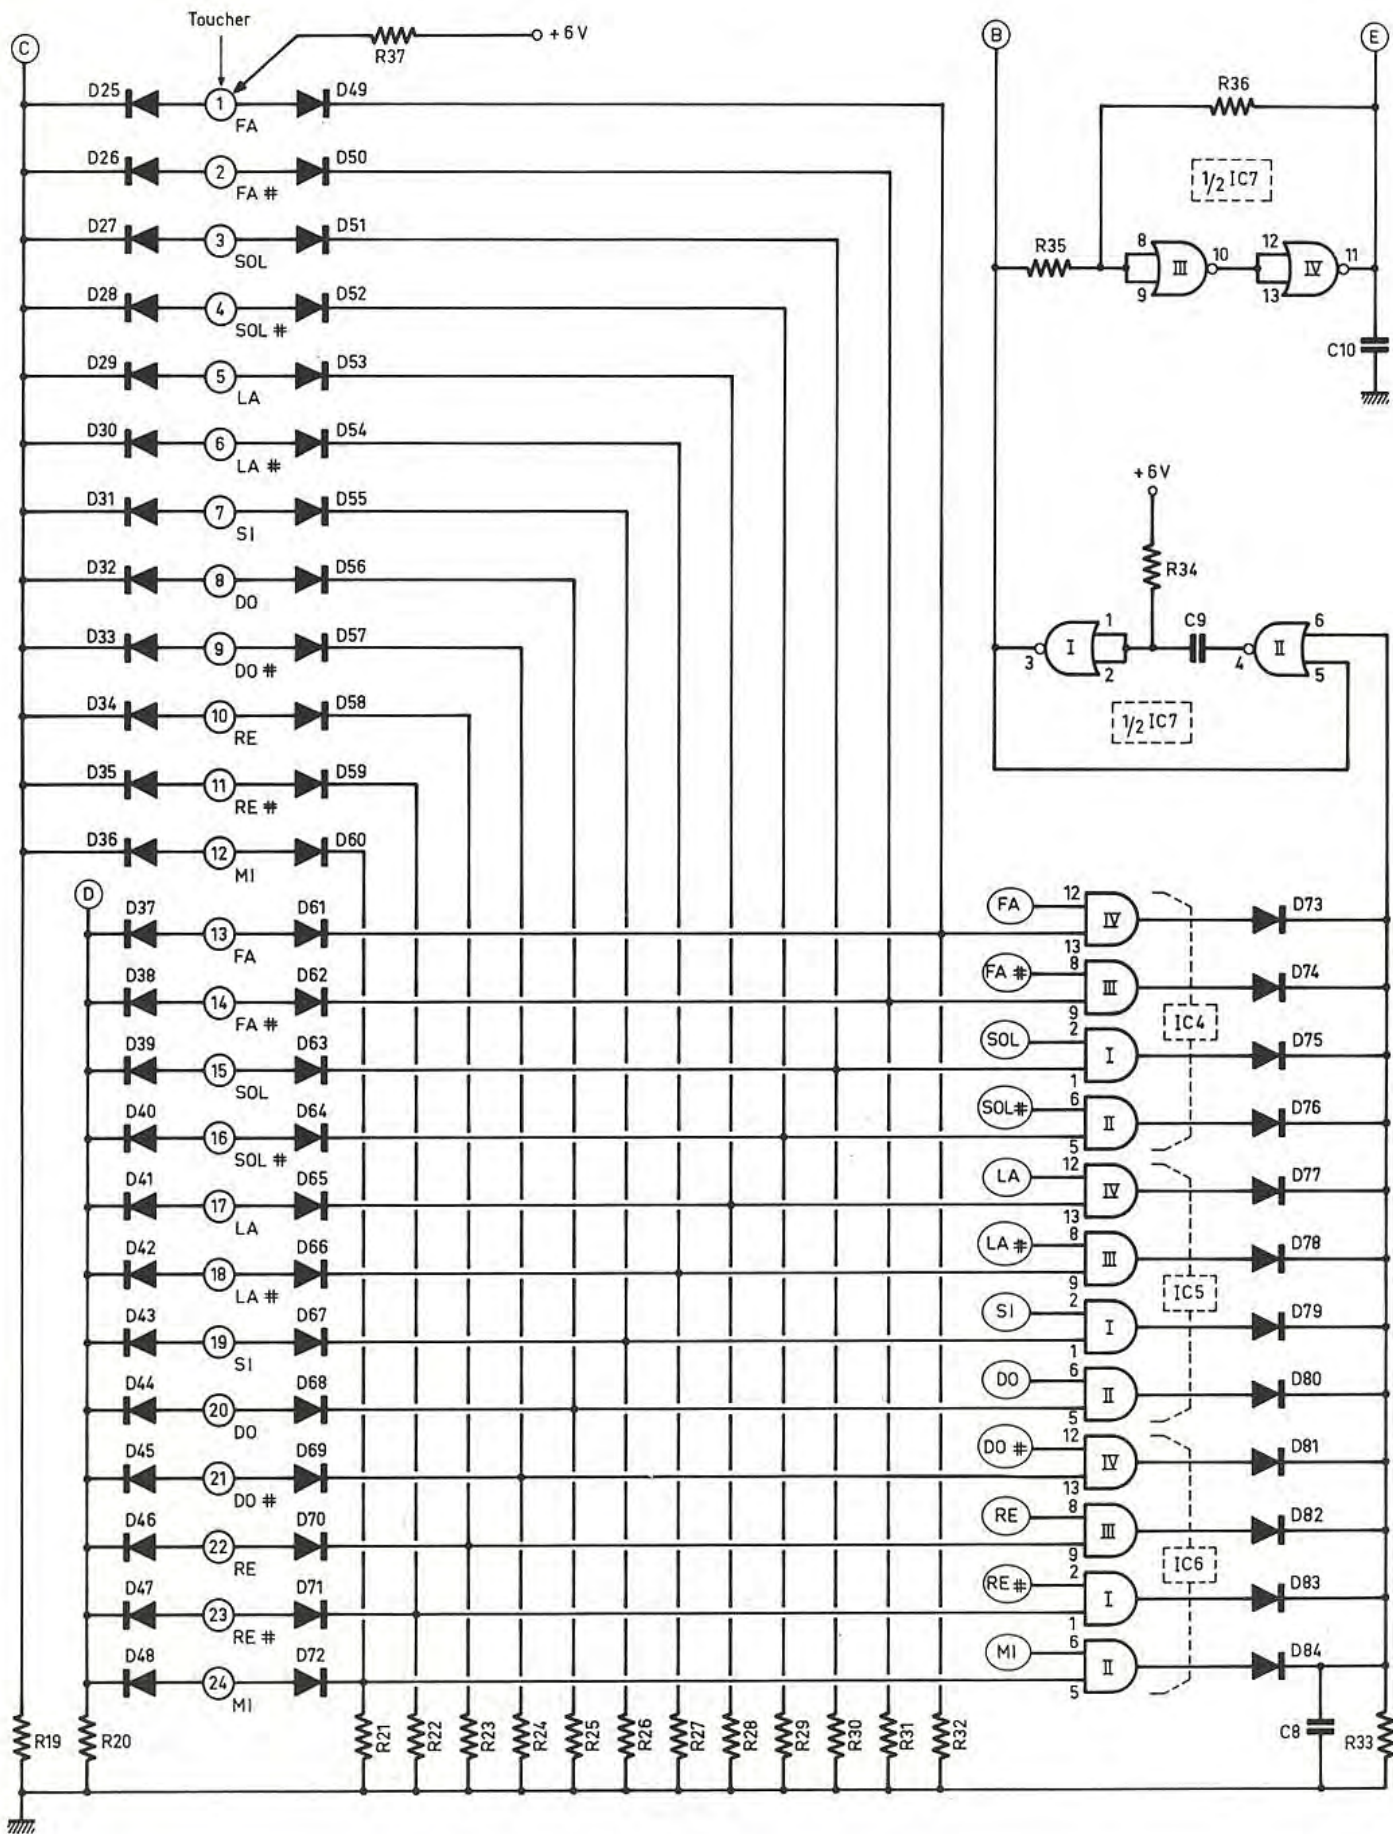 Toucher
C
R37
+ 6 V
B
E
D25
1
FA
D49
R36
D26
2
FA #
D50
1/2 IC7
D27
3
SOL
D51
R35
8
9
III
10
12
13
IV
11
D28
4
SOL #
D52
C10
D29
5
LA
D53
D30
6
LA #
D54
+ 6 V
D31
7
SI
D55
R34
D32
8
DO
D56
D33
9
DO #
D57
3
I
1
2
C9
4
II
6
5
1/2 IC7
D34
10
RE
D58
D35
11
RE #
D59
D36
12
MI
D60
D
D37
13
FA
D61
FA
12
13
IV
D73
D38
14
FA #
D62
FA #
8
9
III
D74
IC4
D39
15
SOL
D63
SOL
2
1
I
D75
D40
16
SOL #
D64
SOL#
6
5
II
D76
D41
17
LA
D65
LA
12
13
IV
D77
D42
18
LA #
D66
LA #
8
9
III
D78
IC5
D43
19
SI
D67
SI
2
1
I
D79
D44
20
DO
D68
DO
6
5
II
D80
D45
21
DO #
D69
DO #
12
13
IV
D81
D46
22
RE
D70
RE
8
9
III
D82
IC6
D47
23
RE #
D71
RE#
2
1
I
D83
D48
24
MI
D72
MI
6
5
II
D84
R19
R20
R21
R22
R23
R24
R25
R26
R27
R28
R29
R30
R31
R32
C8
R33